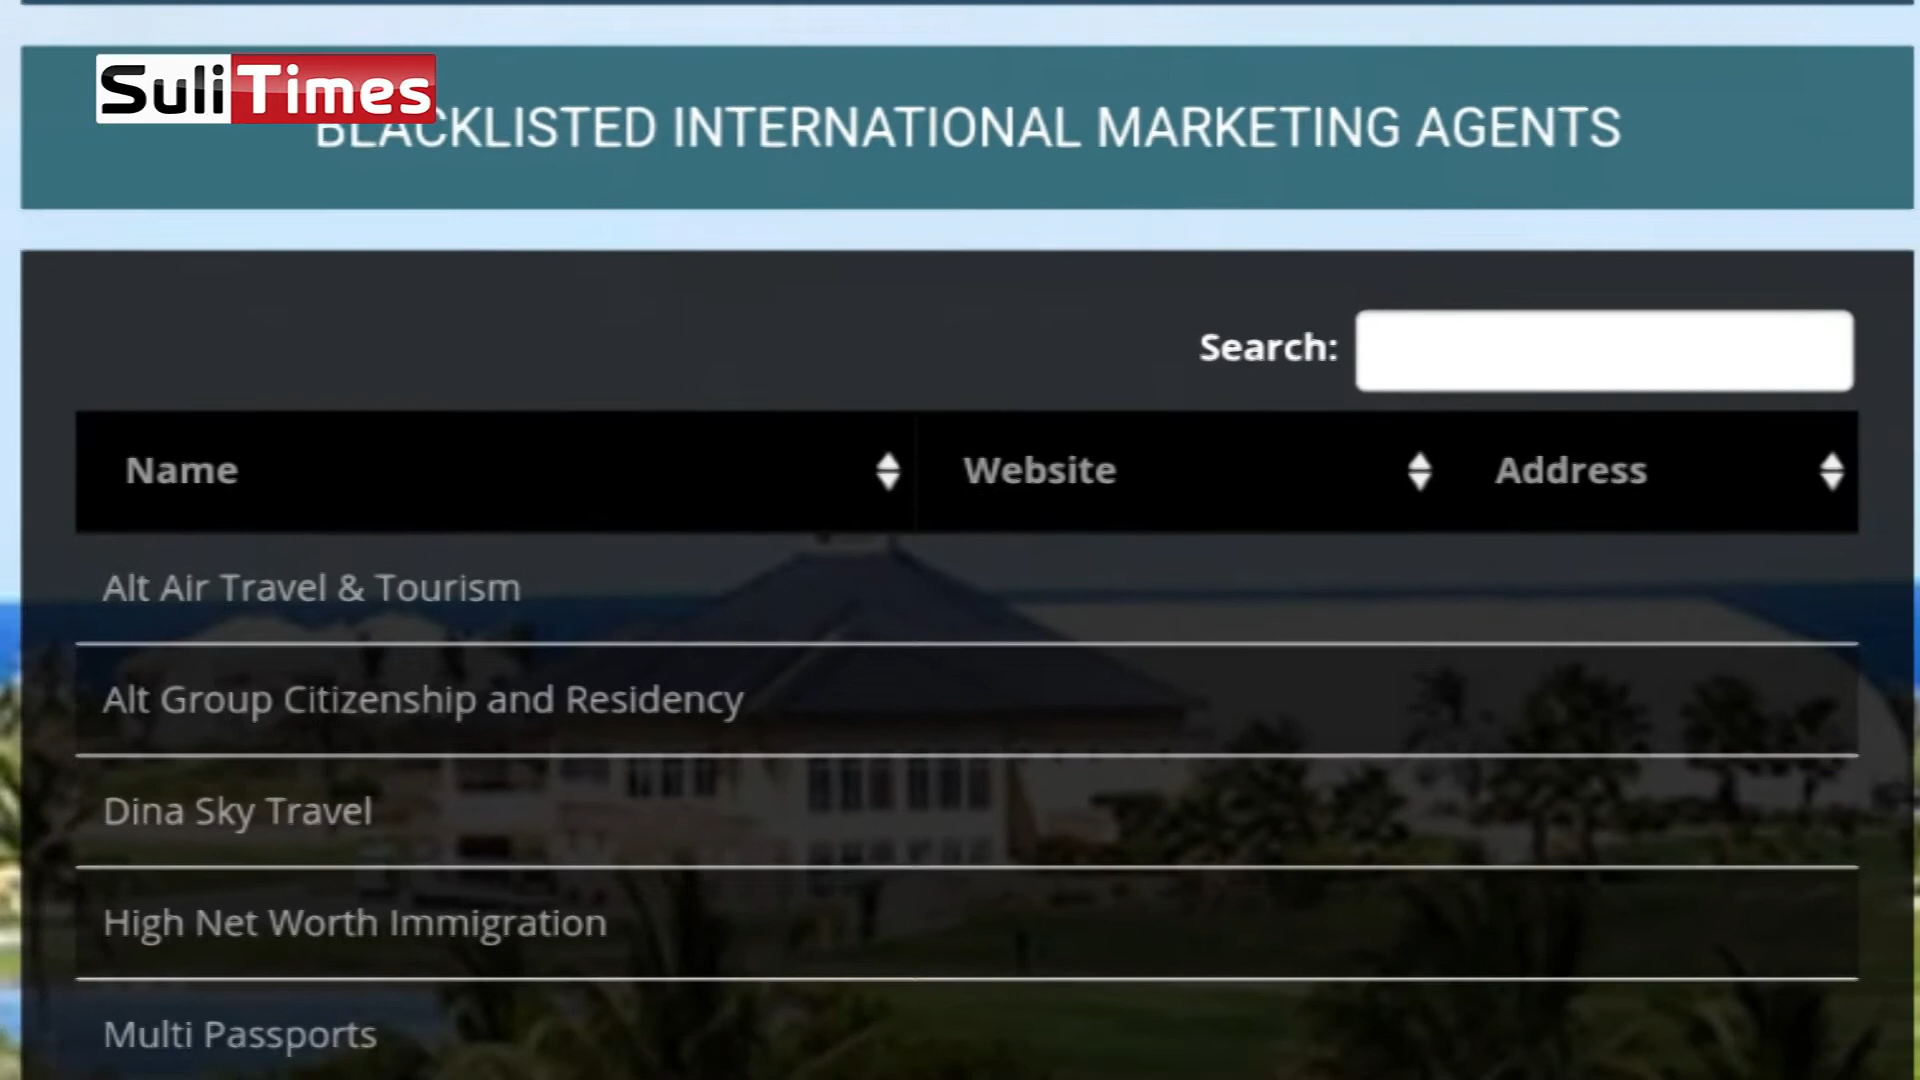 SuliTimes
BLACKLISTED INTERNATIONAL MARKETING AGENTS
Search:
Name Website Address
Alt Air Travel & Tourism
Alt Group Citizenship and Residency
Dina Sky Travel
High Net Worth Immigration
Multi Passports